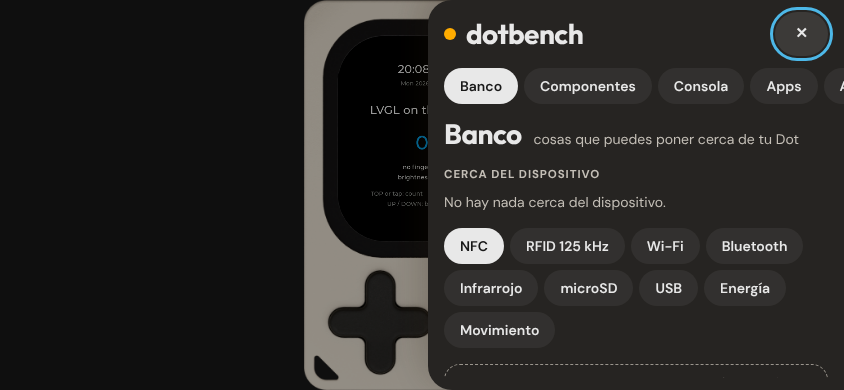 dotbench
×
Banco
Componentes
Consola
Apps
Banco
cosas que puedes poner cerca de tu Dot
CERCA DEL DISPOSITIVO
No hay nada cerca del dispositivo.
NFC
RFID 125 kHz
Wi-Fi
Bluetooth
Infrarrojo
microSD
USB
Energía
Movimiento
20:08
LVGL on